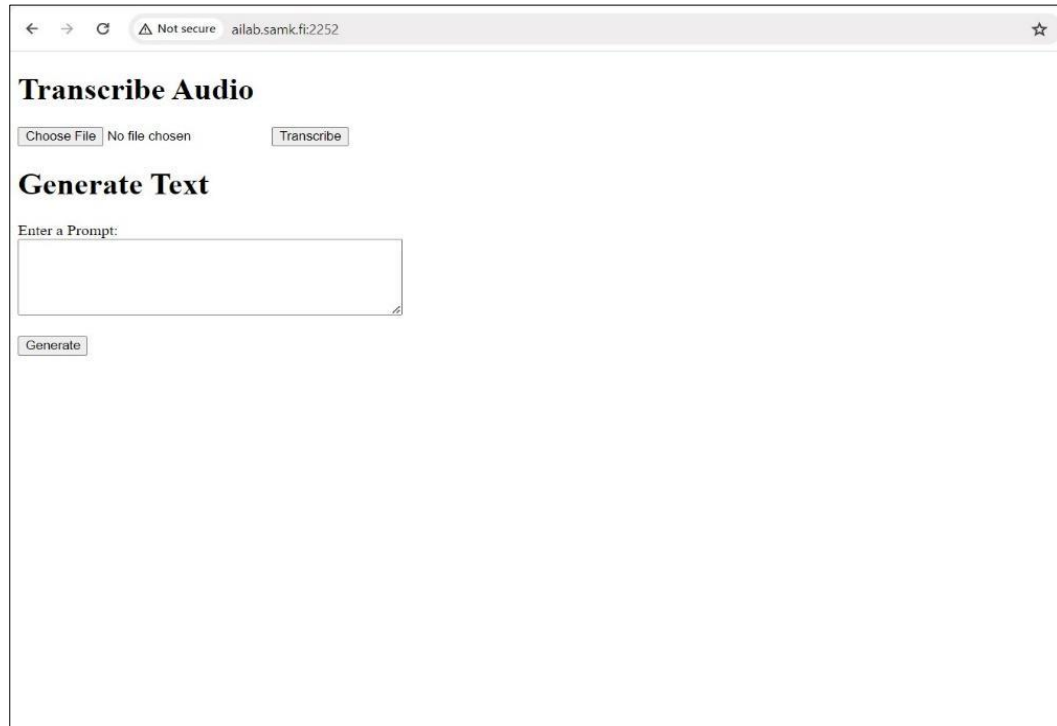 Not secure ailab.samk.fi:2252
Transcribe Audio
Choose File No file chosen Transcribe
Generate Text
Enter a Prompt:
Generate